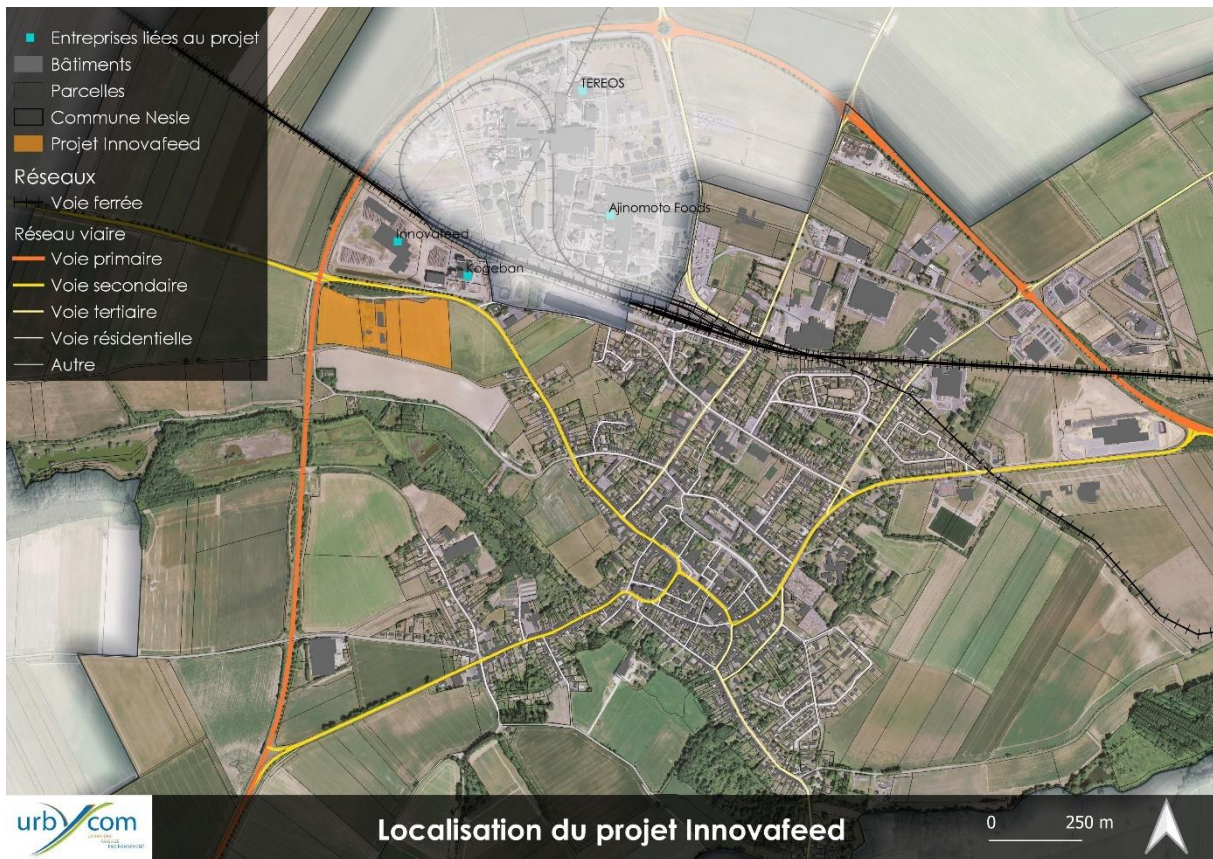 Entreprises liées au projet
Bâtiments
Parcelles
Commune Nesle
Projet Innovafeed
Réseaux
Voie ferrée
Réseau viaire
Voie primaire
Voie secondaire
Voie tertiaire
Voie résidentielle
Autre
TEREOS
Ajinomoto Foods
Innovafeed
Kogeban
urbycom
Localisation du projet Innovafeed
0 250 m